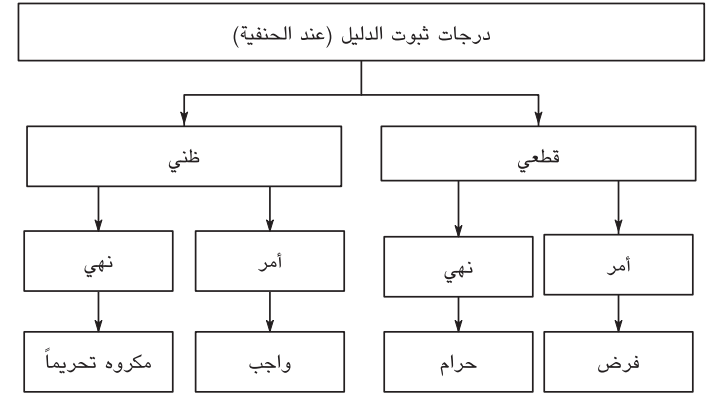 درجات ثبوت الدليل (عند الحنفية)
قطعي
ظني
أمر
نهي
أمر
نهي
فرض
حرام
واجب
مكروه تحريماً